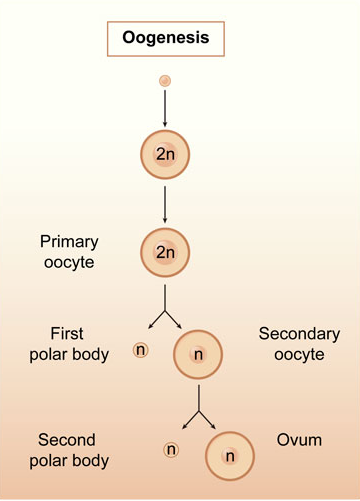 Oogenesis
2n
Primary
oocyte
2n
First
polar body
n
n
Secondary
oocyte
Second
polar body
n
n
Ovum